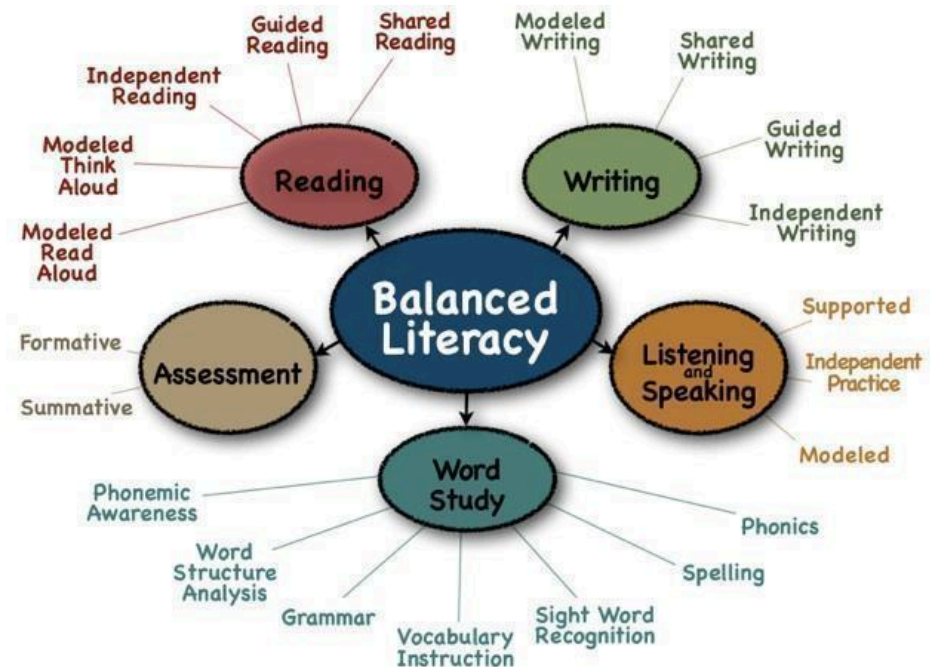 Guided
Reading
Shared
Reading
Independent
Reading
Modeled
Think
Aloud
Modeled
Read
Aloud
Reading
Modeled
Writing
Shared
Writing
Guided
Writing
Independent
Writing
Writing
Balanced
Literacy
Formative
Summative
Assessment
Listening
and
Speaking
Supported
Independent
Practice
Modeled
Word
Study
Phonemic
Awareness
Word
Structure
Analysis
Grammar
Vocabulary
Instruction
Sight Word
Recognition
Spelling
Phonics